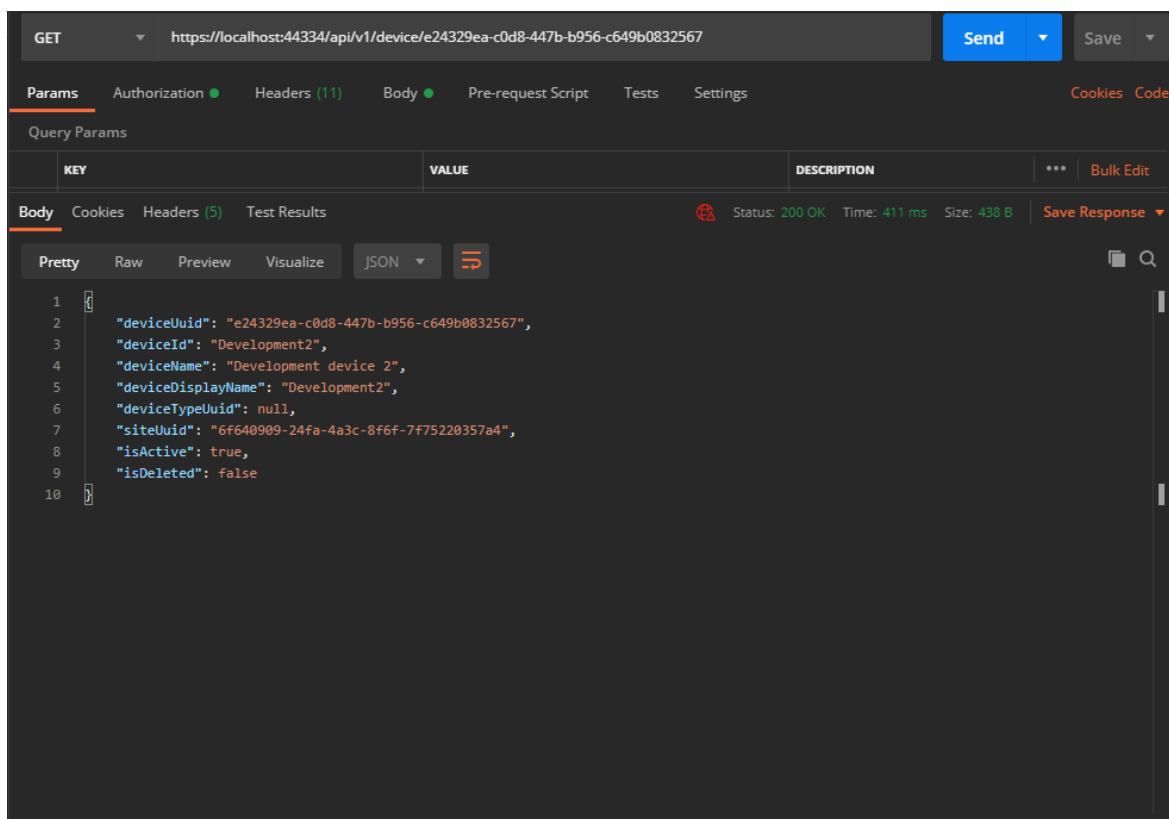 GET https://localhost:44334/api/v1/device/e24329ea-c0d8-447b-b956-c649b0832567 Send Save
Params Authorization Headers (11) Body Pre-request Script Tests Settings Cookies Code
Query Params
KEY VALUE DESCRIPTION ••• Bulk Edit
Body Cookies Headers (5) Test Results Status: 200 OK Time: 411 ms Size: 438 B Save Response
Pretty Raw Preview Visualize JSON
1 {
2 "deviceUuid": "e24329ea-c0d8-447b-b956-c649b0832567",
3 "deviceId": "Development2",
4 "deviceName": "Development device 2",
5 "deviceDisplayName": "Development2",
6 "deviceTypeUuid": null,
7 "siteUuid": "6f640909-24fa-4a3c-8f6f-7f75220357a4",
8 "isActive": true,
9 "isDeleted": false
10 }